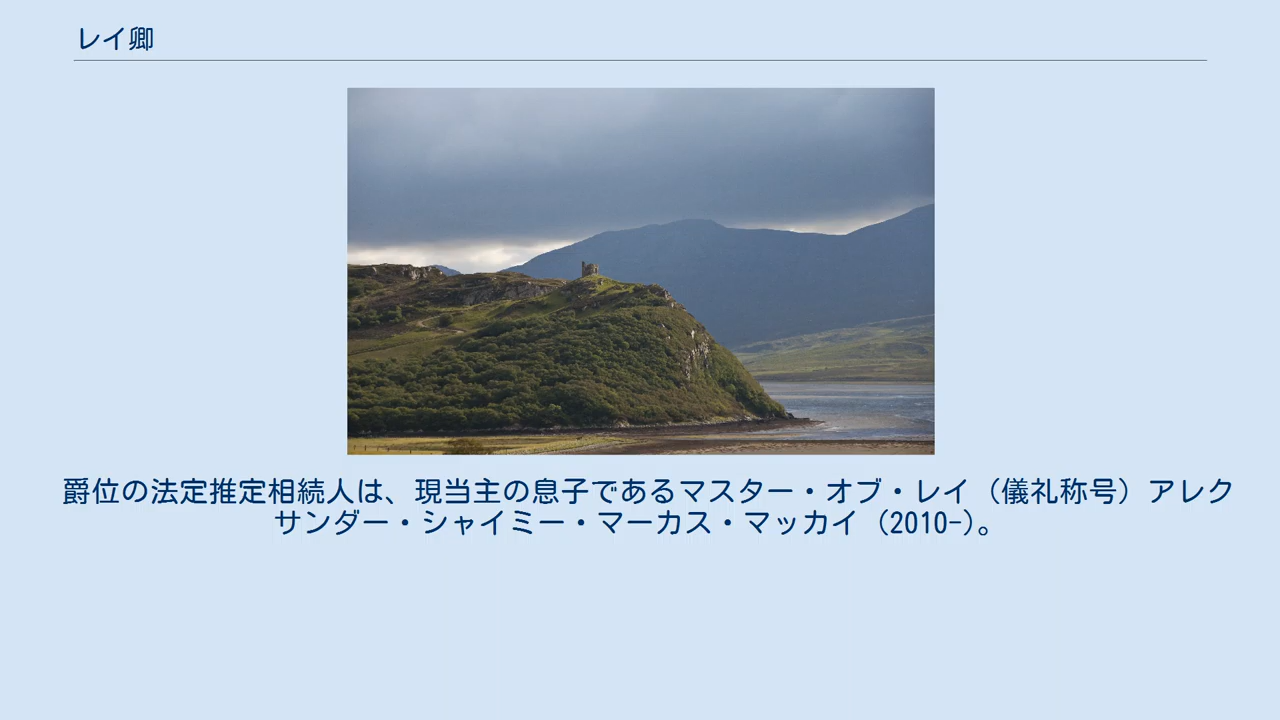 レイ卿
爵位の法定推定相続人は、現当主の息子であるマスター・オブ・レイ（儀礼称号）アレク
サンダー・シャイミー・マーカス・マッカイ（2010-）。